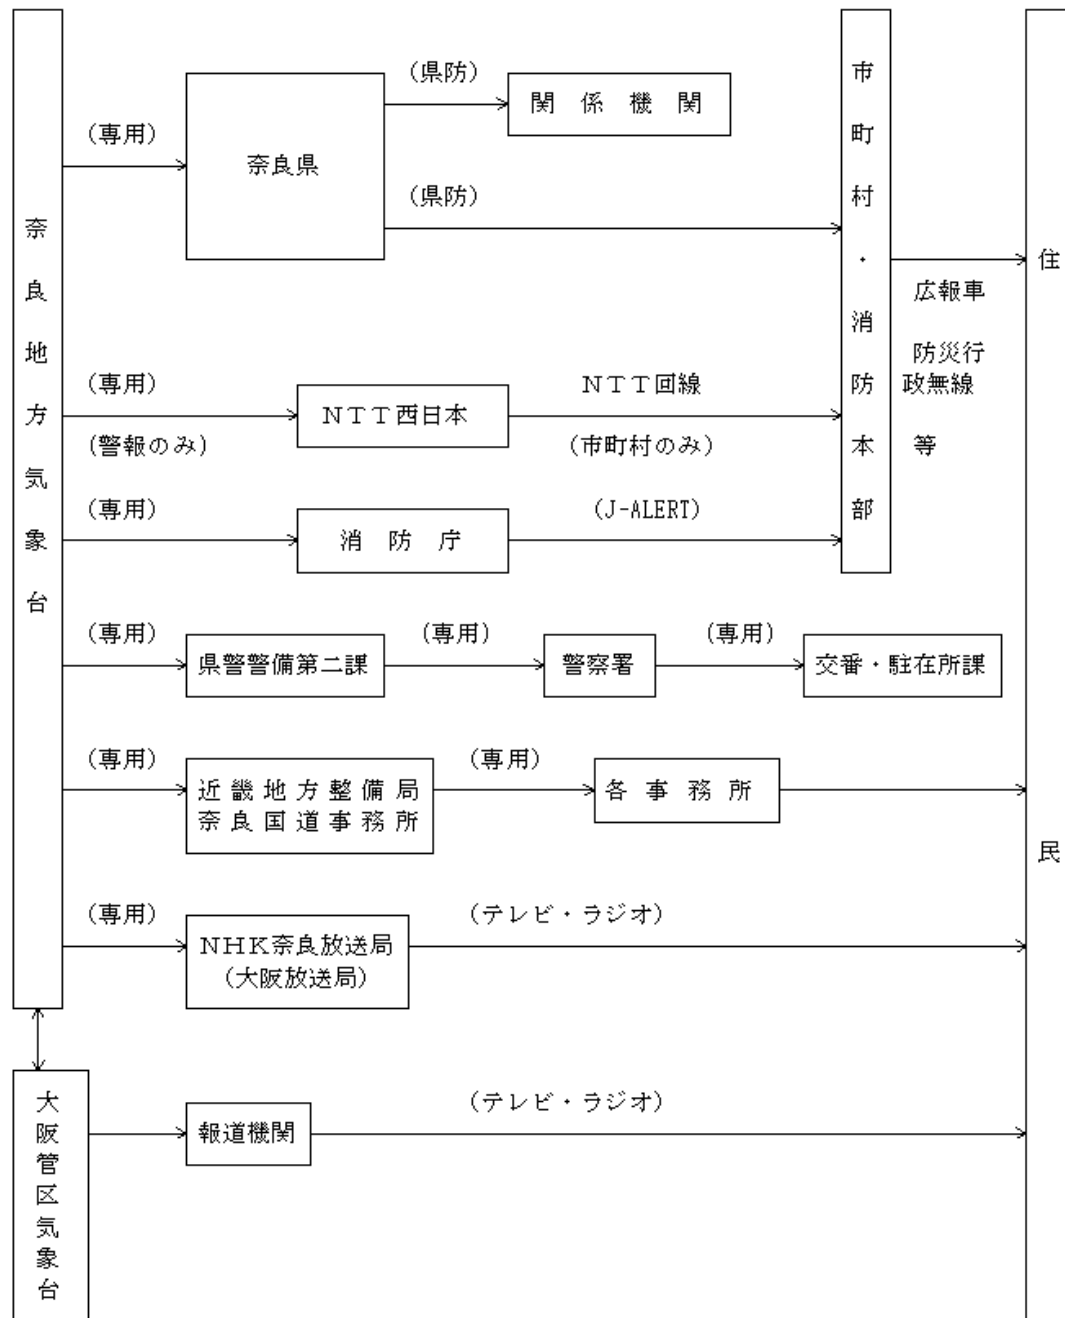 奈良地方気象台
(専用)
奈良県
(県防)
関係機関
(県防)
市町村・消防本部
広報車
防災行
政無線
等
住民
(専用)
(警報のみ)
NTT西日本
NTT回線
(市町村のみ)
(専用)
消防庁
(J-ALERT)
(専用)
県警警備第二課
(専用)
警察署
(専用)
交番・駐在所課
(専用)
近畿地方整備局
奈良国道事務所
(専用)
各事務所
(専用)
NHK奈良放送局
(大阪放送局)
(テレビ・ラジオ)
大阪管区気象台
報道機関
(テレビ・ラジオ)